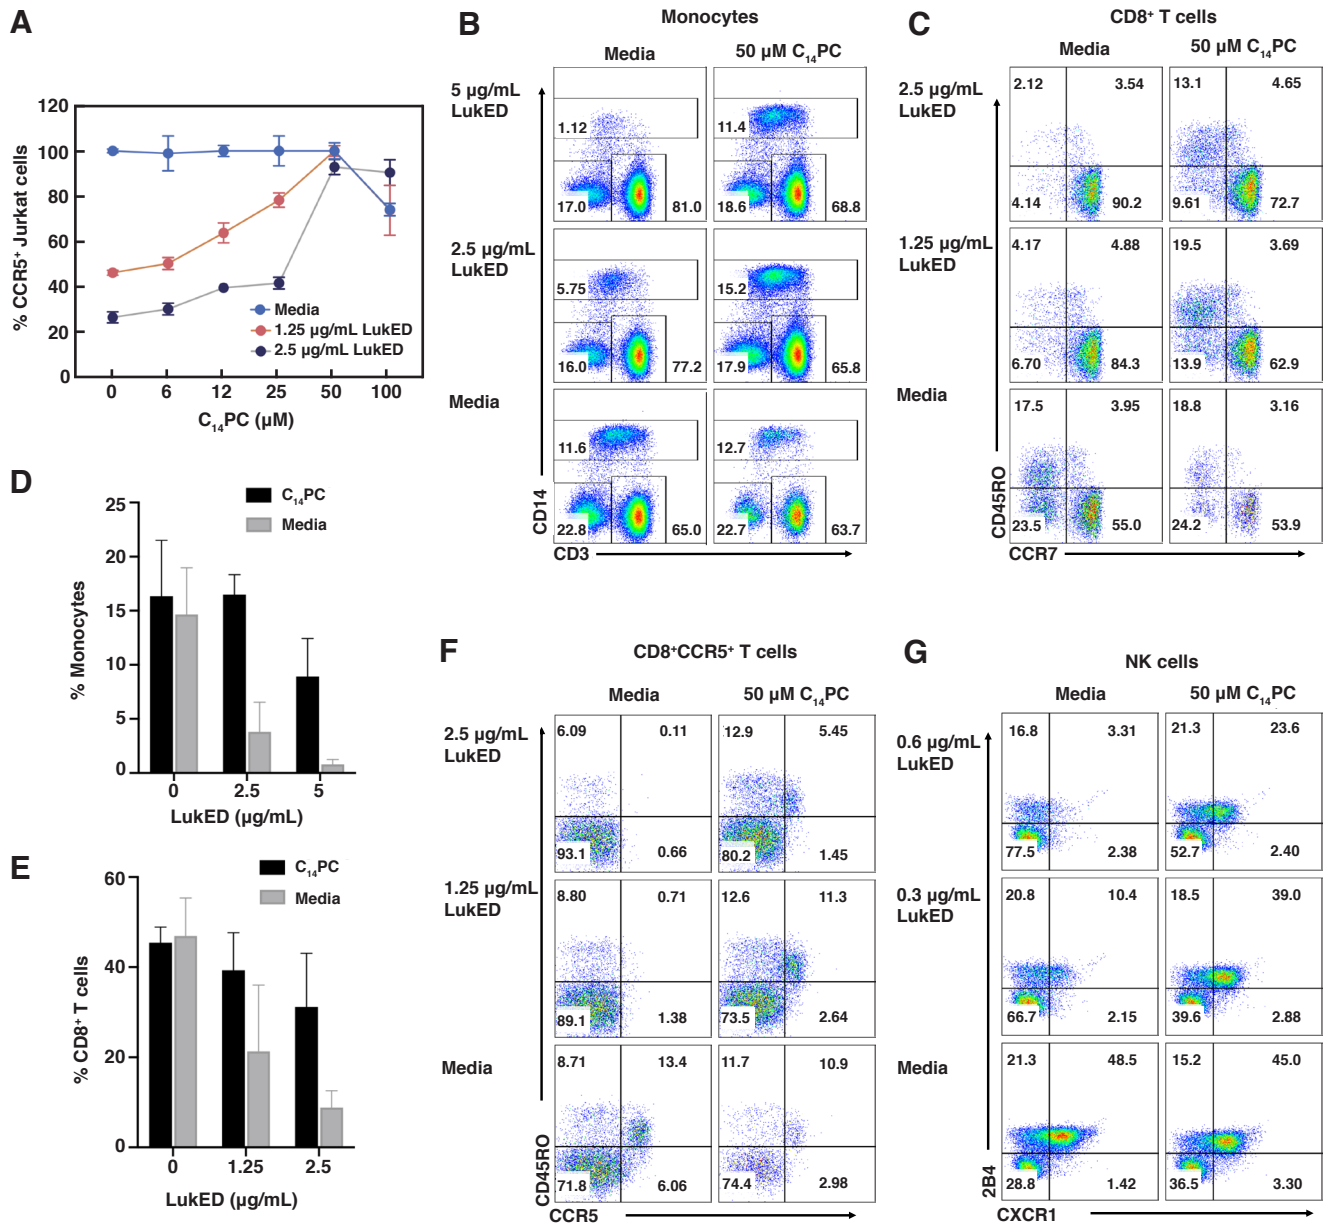 A
120
100
80
60
40
20
0
% CCR5⁺ Jurkat cells
Media
1.25 µg/mL LukED
2.5 µg/mL LukED
0 6 12 25 50 100
C₁₄PC (µM)
B
Monocytes
Media 50 µM C₁₄PC
5 µg/mL
LukED
1.12
17.0 81.0
11.4
18.6 68.8
2.5 µg/mL
LukED
5.75
16.0 77.2
15.2
17.9 65.8
Media
11.6
22.8 65.0
12.7
22.7 63.7
CD14
CD3
C
CD8⁺ T cells
Media 50 µM C₁₄PC
2.5 µg/mL
LukED
2.12 3.54
4.14 90.2
13.1 4.65
9.61 72.7
1.25 µg/mL
LukED
4.17 4.88
6.70 84.3
19.5 3.69
13.9 62.9
Media
17.5 3.95
23.5 55.0
18.8 3.16
24.2 53.9
CD45RO
CCR7
D
C₁₄PC
Media
25
20
15
10
5
0
% Monocytes
0 2.5 5
LukED (µg/mL)
E
C₁₄PC
Media
60
40
20
0
% CD8⁺ T cells
0 1.25 2.5
LukED (µg/mL)
F
CD8⁺CCR5⁺ T cells
Media 50 µM C₁₄PC
2.5 µg/mL
LukED
6.09 0.11
93.1 0.66
12.9 5.45
80.2 1.45
1.25 µg/mL
LukED
8.80 0.71
89.1 1.38
12.6 11.3
73.5 2.64
Media
8.71 13.4
71.8 6.06
11.7 10.9
74.4 2.98
CD45RO
CCR5
G
NK cells
Media 50 µM C₁₄PC
0.6 µg/mL
LukED
16.8 3.31
77.5 2.38
21.3 23.6
52.7 2.40
0.3 µg/mL
LukED
20.8 10.4
66.7 2.15
18.5 39.0
39.6 2.88
Media
21.3 48.5
28.8 1.42
15.2 45.0
36.5 3.30
2B4
CXCR1